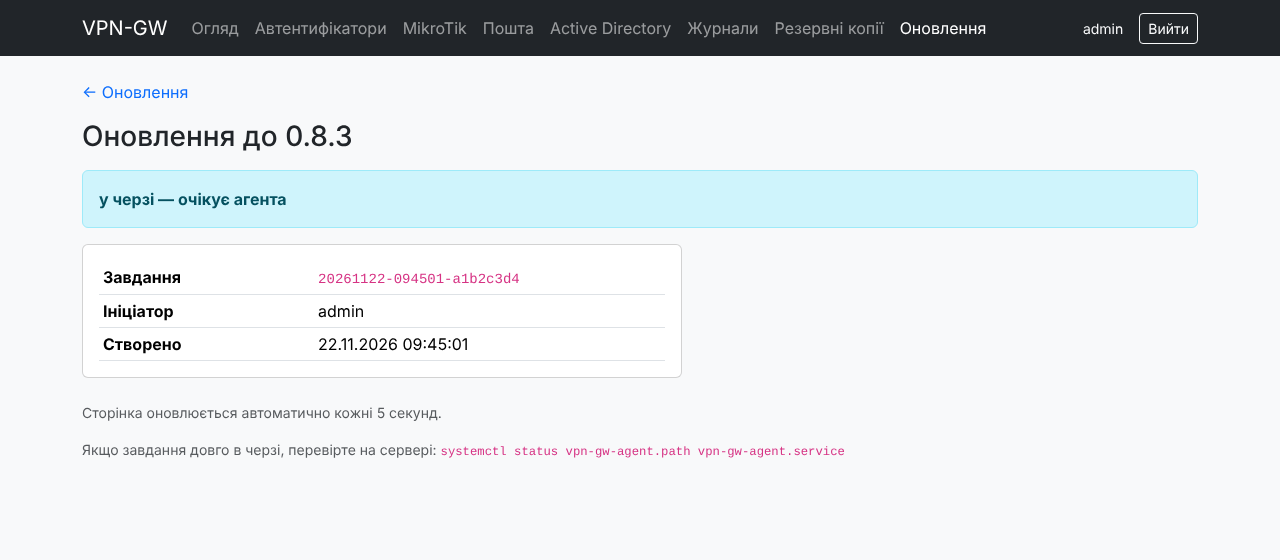 VPN-GW Огляд Автентифікатори MikroTik Пошта Active Directory Журнали Резервні копії Оновлення admin Вийти
← Оновлення
Оновлення до 0.8.3
у черзі — очікує агента
Завдання 20261122-094501-a1b2c3d4
Ініціатор admin
Створено 22.11.2026 09:45:01
Сторінка оновлюється автоматично кожні 5 секунд.
Якщо завдання довго в черзі, перевірте на сервері: systemctl status vpn-gw-agent.path vpn-gw-agent.service